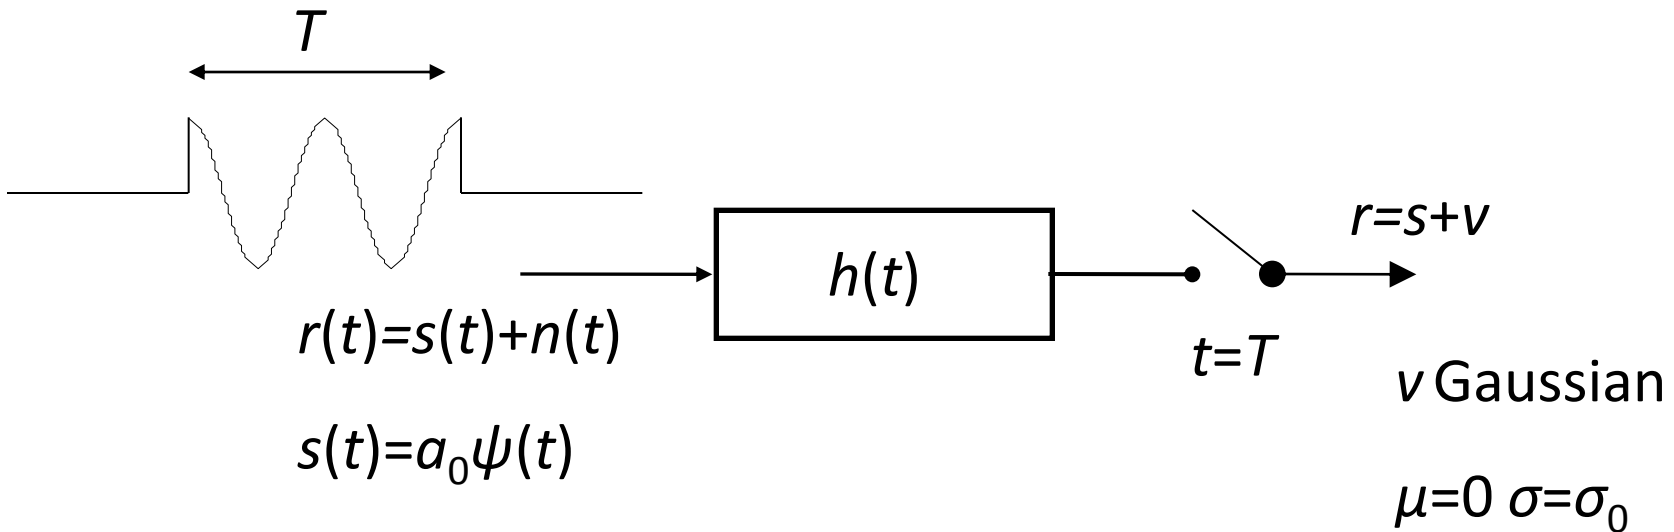 T
r(t)=s(t)+n(t)
s(t)=a₀ψ(t)
h(t)
t=T
r=s+ν
ν Gaussian
μ=0 σ=σ₀